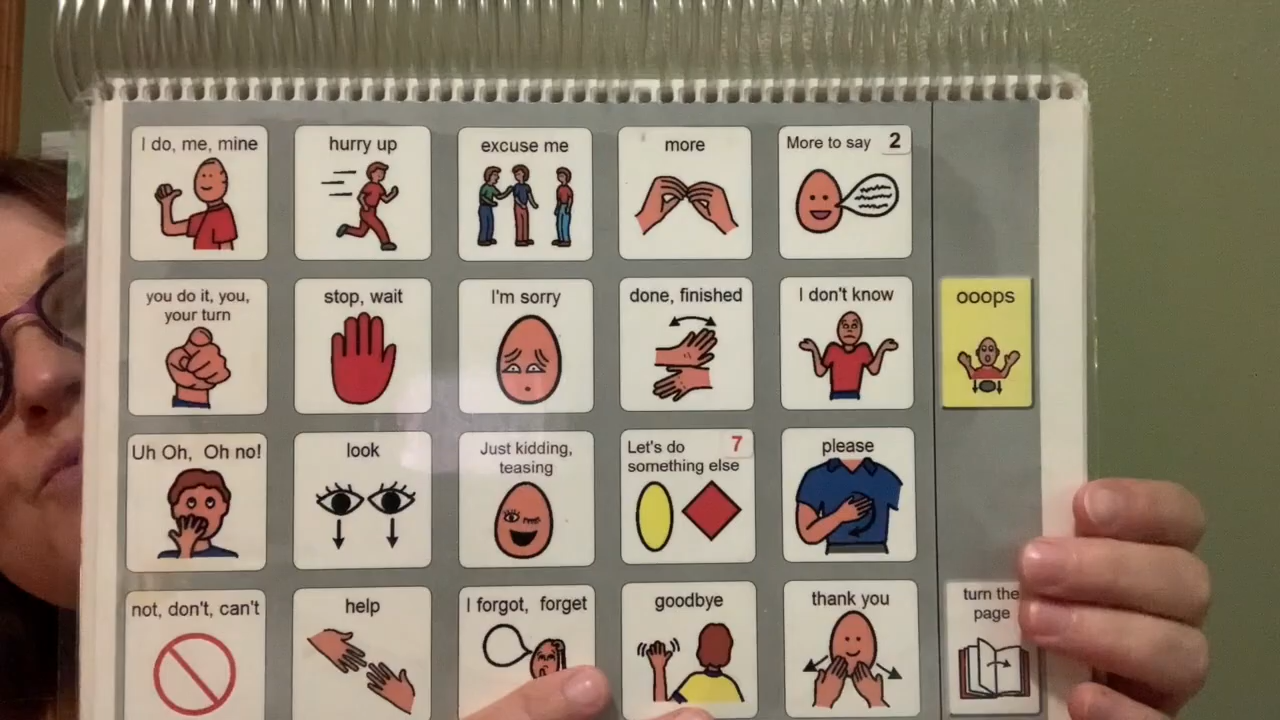 I do, me, mine
hurry up
excuse me
more
More to say 2
you do it, you,
your turn
stop, wait
I'm sorry
done, finished
I don't know
ooops
Uh Oh, Oh no!
look
Just kidding,
teasing
Let's do 7
something else
please
not, don't, can't
help
I forgot, forget
goodbye
thank you
turn the
page